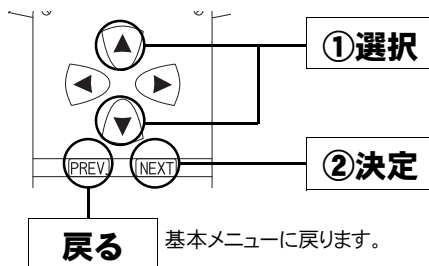 ①選択
PREV.
NEXT
②決定
戻る
基本メニューに戻ります。